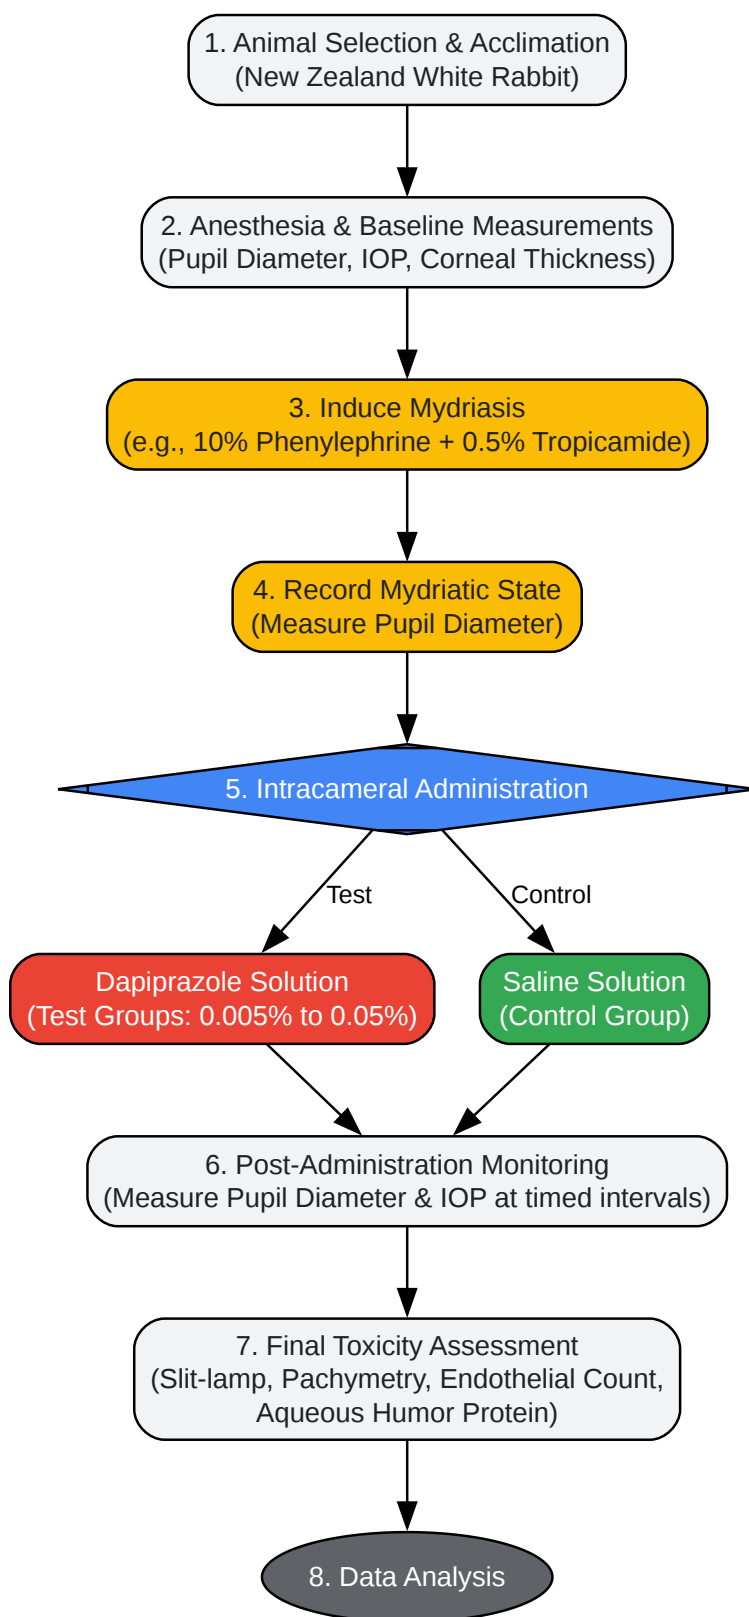 1. Animal Selection & Acclimation
(New Zealand White Rabbit)
2. Anesthesia & Baseline Measurements
(Pupil Diameter, IOP, Corneal Thickness)
3. Induce Mydriasis
(e.g., 10% Phenylephrine + 0.5% Tropicamide)
4. Record Mydriatic State
(Measure Pupil Diameter)
5. Intracameral Administration
Test
Control
Dapiprazole Solution
(Test Groups: 0.005% to 0.05%)
Saline Solution
(Control Group)
6. Post-Administration Monitoring
(Measure Pupil Diameter & IOP at timed intervals)
7. Final Toxicity Assessment
(Slit-lamp, Pachymetry, Endothelial Count,
Aqueous Humor Protein)
8. Data Analysis